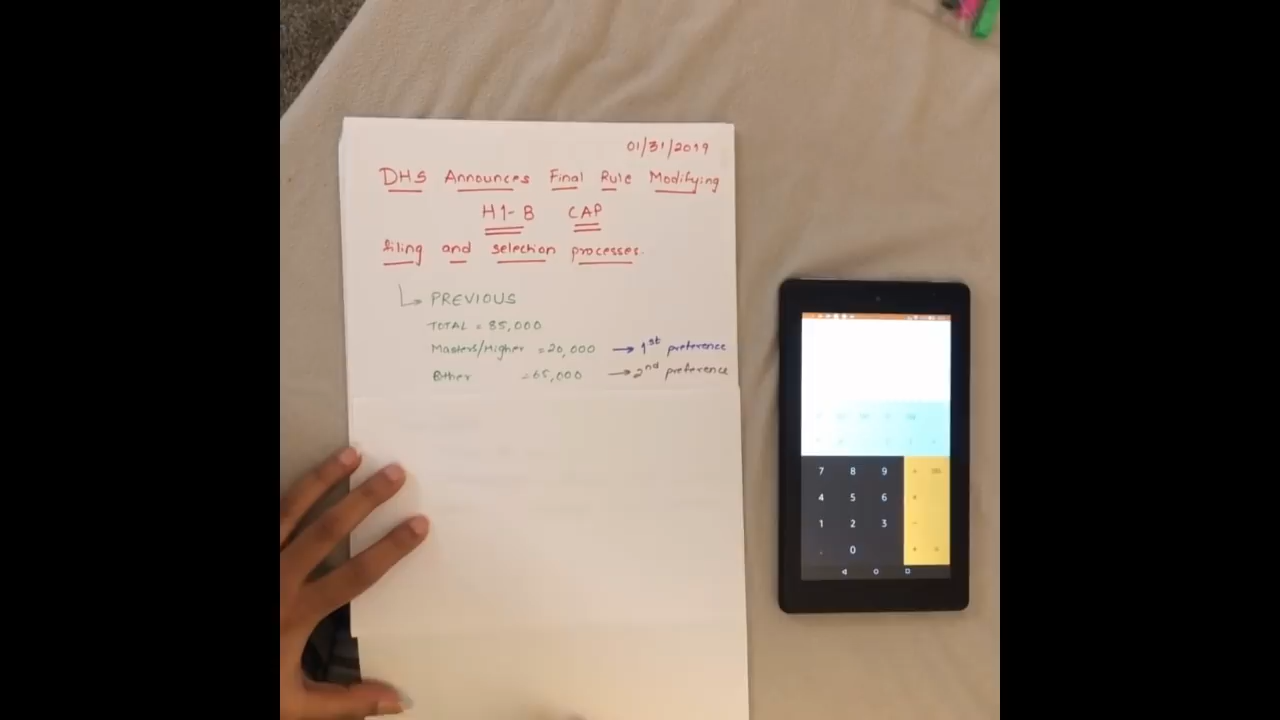 01/31/2019
DHS Announces Final Rule Modifying
H1-B CAP
filing and selection processes.
PREVIOUS
TOTAL = 85,000
Masters/Higher = 20,000 → 1st preference
Other = 65,000 → 2nd preference
7 8 9
4 5 6
1 2 3
. 0